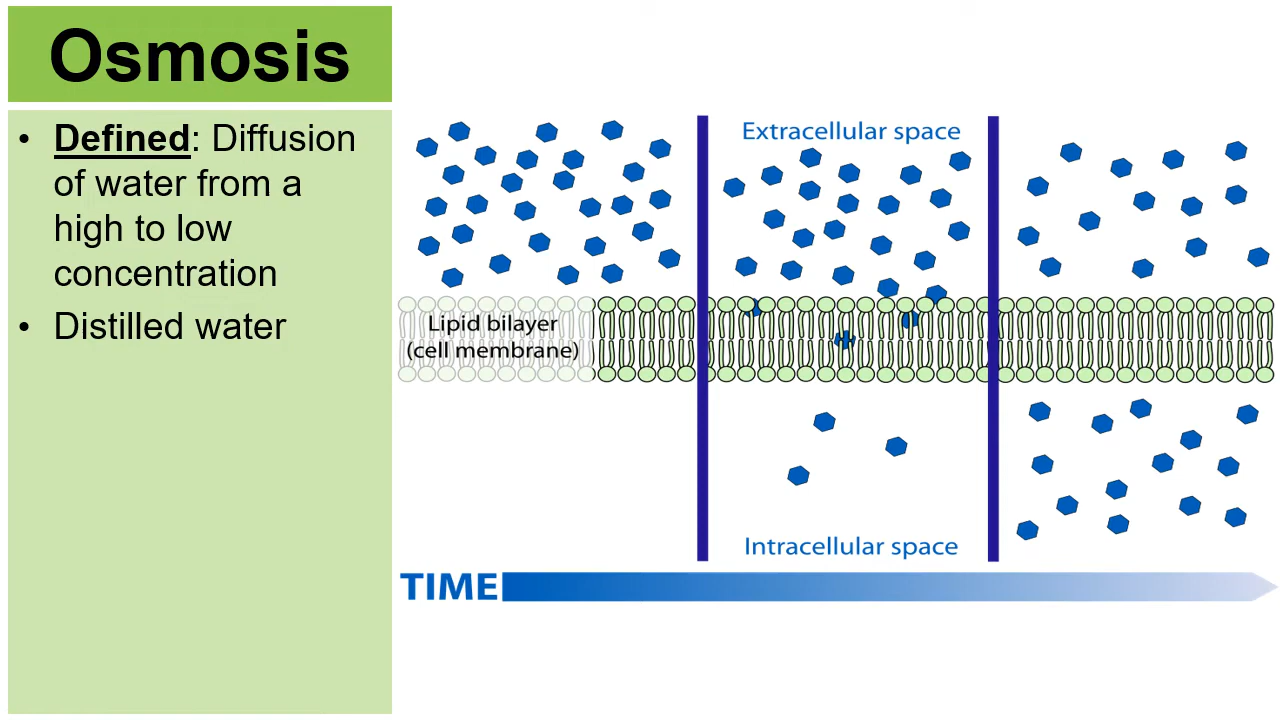 Osmosis
• Defined: Diffusion
of water from a
high to low
concentration
• Distilled water
Extracellular space
Lipid bilayer
(cell membrane)
Intracellular space
TIME